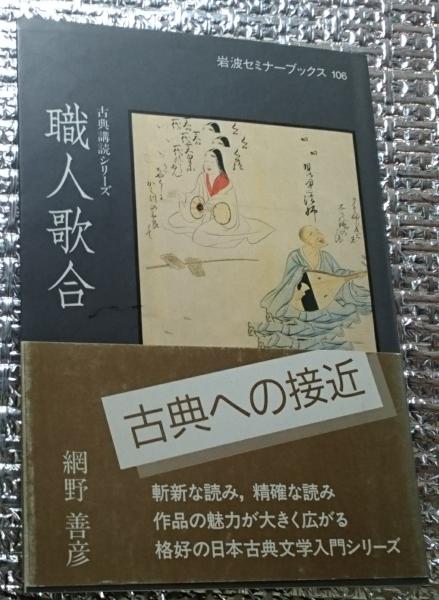 岩波セミナーブックス 106
古典講読シリーズ
職人歌合
古典への接近
網野 善彦
斬新な読み，精確な読み
作品の魅力が大きく広がる
格好の日本古典文学入門シリーズ